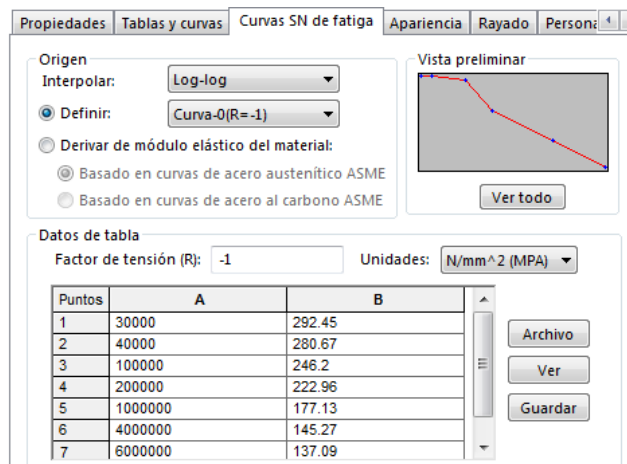 Propiedades Tablas y curvas Curvas SN de fatiga Apariencia Rayado Persona
Origen
Interpolar: Log-log
Definir: Curva-0(R=-1)
Derivar de módulo elástico del material:
Basado en curvas de acero austenítico ASME
Basado en curvas de acero al carbono ASME
Vista preliminar
Ver todo
Datos de tabla
Factor de tensión (R): -1 Unidades: N/mm^2 (MPA)
Puntos A B
1 30000 292.45
2 40000 280.67
3 100000 246.2
4 200000 222.96
5 1000000 177.13
6 4000000 145.27
7 6000000 137.09
Archivo
Ver
Guardar